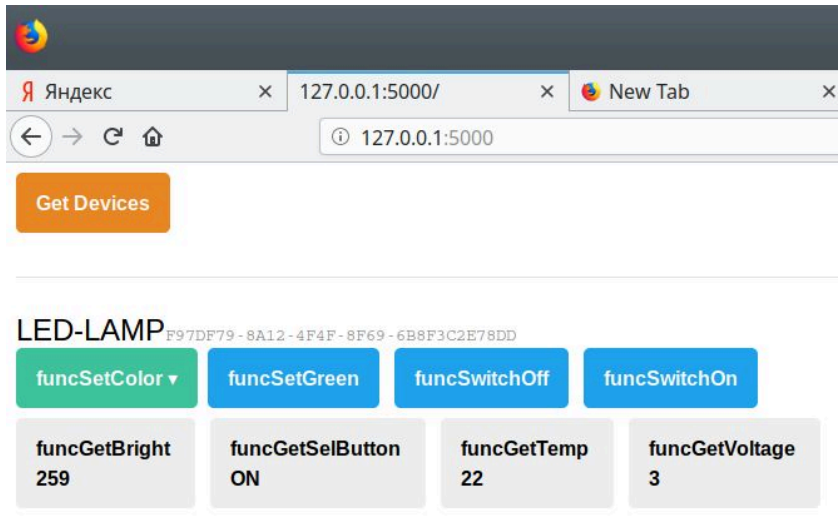 Я Яндекс 127.0.0.1:5000/ New Tab
127.0.0.1:5000
Get Devices
LED-LAMP F97DF79-8A12-4F4F-8F69-6B8F3C2E78DD
funcSetColor ▾ funcSetGreen funcSwitchOff funcSwitchOn
funcGetBright funcGetSelButton funcGetTemp funcGetVoltage
259 ON 22 3